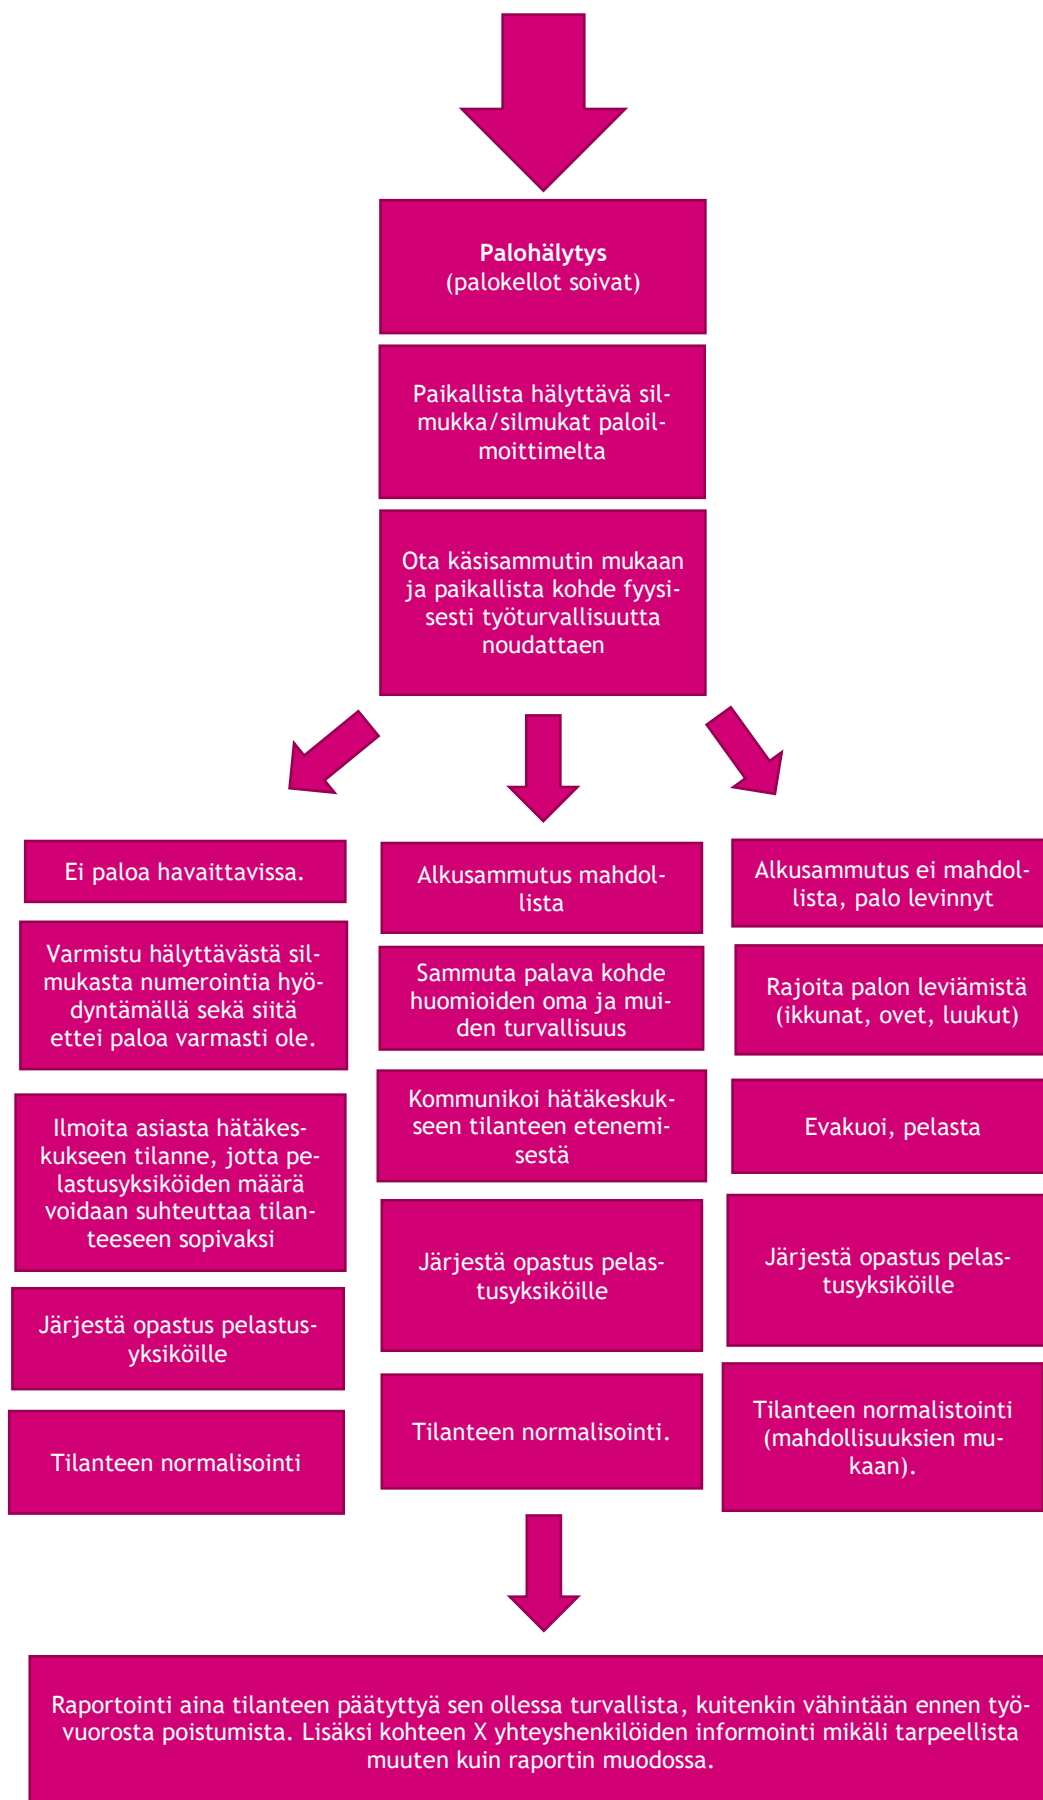 Palohälytys
(palokellot soivat)
Paikallista hälyttävä sil-
mukka/silmukat paloil-
moittimelta
Ota käsisammutin mukaan
ja paikallista kohde fyysi-
sesti työturvallisuutta
noudattaen
Ei paloa havaittavissa.
Varmistu hälyttävästä sil-
mukasta numerointia hyö-
dyntämällä sekä siitä
ettei paloa varmasti ole.
Ilmoita asiasta hätäkes-
kukseen tilanne, jotta pe-
lastusyksiköiden määrä
voidaan suhteuttaa tilan-
teeseen sopivaksi
Järjestä opastus pelastus-
yksiköille
Tilanteen normalisointi
Alkusammutus mahdol-
lista
Sammuta palava kohde
huomioiden oma ja mui-
den turvallisuus
Kommunikoi hätäkeskuk-
seen tilanteen etenemi-
sestä
Järjestä opastus pelas-
tusyksiköille
Tilanteen normalisointi.
Alkusammutus ei mahdol-
lista, palo levinnyt
Rajoita palon leviämistä
(ikkunat, ovet, luukut)
Evakuoi, pelasta
Järjestä opastus pelas-
tusyksiköille
Tilanteen normalistointi
(mahdollisuuksien mu-
kaan).
Raportointi aina tilanteen päätyttyä sen ollessa turvallista, kuitenkin vähintään ennen työ-
vuorosta poistumista. Lisäksi kohteen X yhteyshenkilöiden informointi mikäli tarpeellista
muuten kuin raportin muodossa.